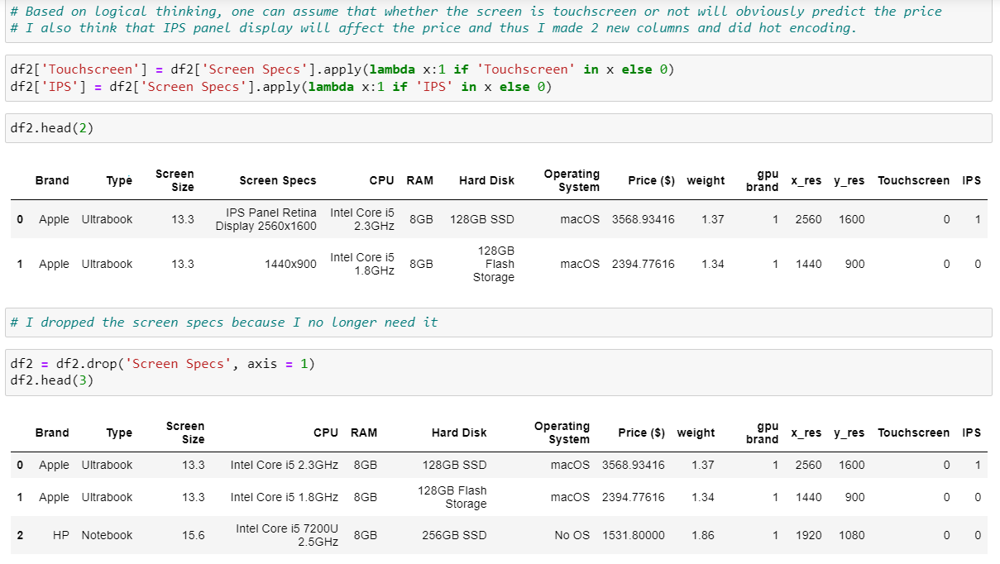 # Based on logical thinking, one can assume that whether the screen is touchscreen or not will obviously predict the price
# I also think that IPS panel display will affect the price and thus I made 2 new columns and did hot encoding.
df2['Touchscreen'] = df2['Screen Specs'].apply(lambda x:1 if 'Touchscreen' in x else 0)
df2['IPS'] = df2['Screen Specs'].apply(lambda x:1 if 'IPS' in x else 0)
df2.head(2)
Brand Type Screen Size Screen Specs CPU RAM Hard Disk Operating System Price ($) weight gpu brand x_res y_res Touchscreen IPS
0 Apple Ultrabook 13.3 IPS Panel Retina Display 2560x1600 Intel Core i5 2.3GHz 8GB 128GB SSD macOS 3568.93416 1.37 1 2560 1600 0 1
1 Apple Ultrabook 13.3 1440x900 Intel Core i5 1.8GHz 8GB 128GB Flash Storage macOS 2394.77616 1.34 1 1440 900 0 0
# I dropped the screen specs because I no longer need it
df2 = df2.drop('Screen Specs', axis = 1)
df2.head(3)
Brand Type Screen Size CPU RAM Hard Disk Operating System Price ($) weight gpu brand x_res y_res Touchscreen IPS
0 Apple Ultrabook 13.3 Intel Core i5 2.3GHz 8GB 128GB SSD macOS 3568.93416 1.37 1 2560 1600 0 1
1 Apple Ultrabook 13.3 Intel Core i5 1.8GHz 8GB 128GB Flash Storage macOS 2394.77616 1.34 1 1440 900 0 0
2 HP Notebook 15.6 Intel Core i5 7200U 2.5GHz 8GB 256GB SSD No OS 1531.80000 1.86 1 1920 1080 0 0